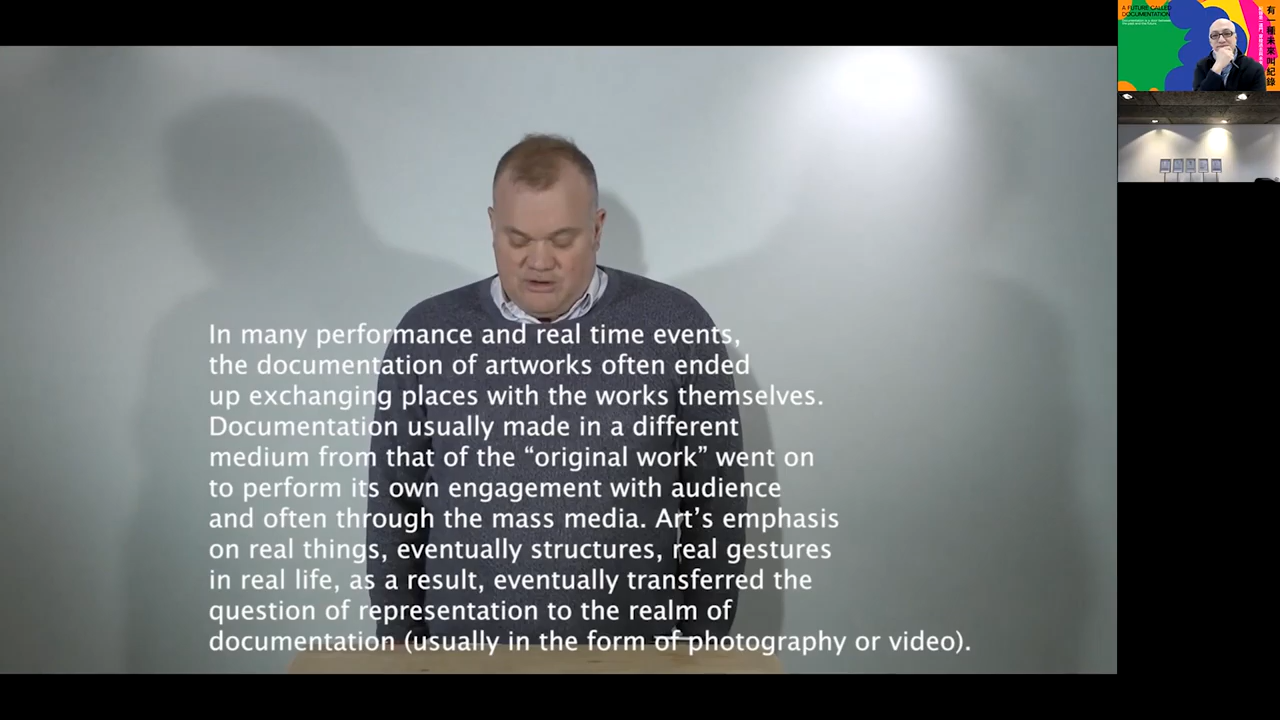 In many performance and real time events,
the documentation of artworks often ended
up exchanging places with the works themselves.
Documentation usually made in a different
medium from that of the “original work” went on
to perform its own engagement with audience
and often through the mass media. Art’s emphasis
on real things, eventually structures, real gestures
in real life, as a result, eventually transferred the
question of representation to the realm of
documentation (usually in the form of photography or video).
A FUTURE CALLED
DOCUMENTATION
有一種未來叫紀錄